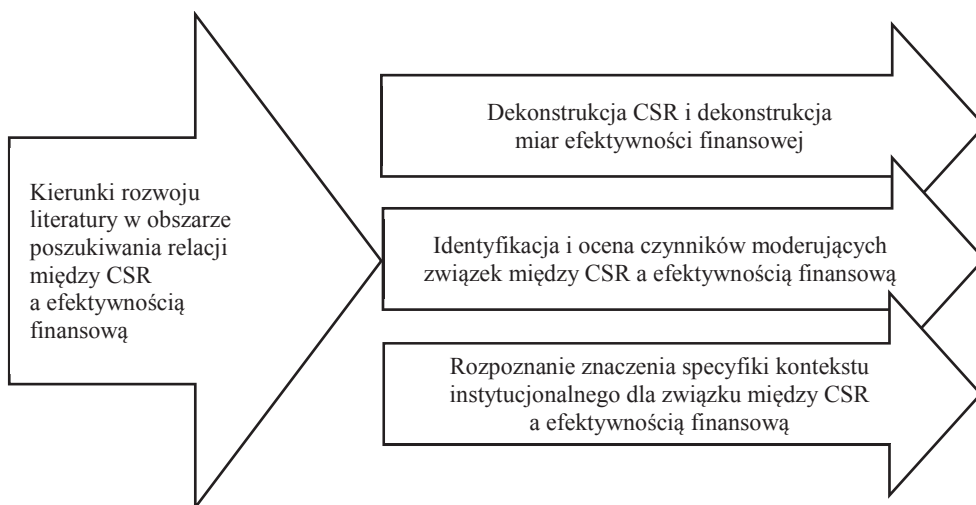 Kierunki rozwoju
literatury w obszarze
poszukiwania relacji
między CSR
a efektywnością
finansową
Dekonstrukcja CSR i dekonstrukcja
miar efektywności finansowej
Identyfikacja i ocena czynników moderujących
związek między CSR a efektywnością finansową
Rozpoznanie znaczenia specyfiki kontekstu
instytucjonalnego dla związku między CSR
a efektywnością finansową